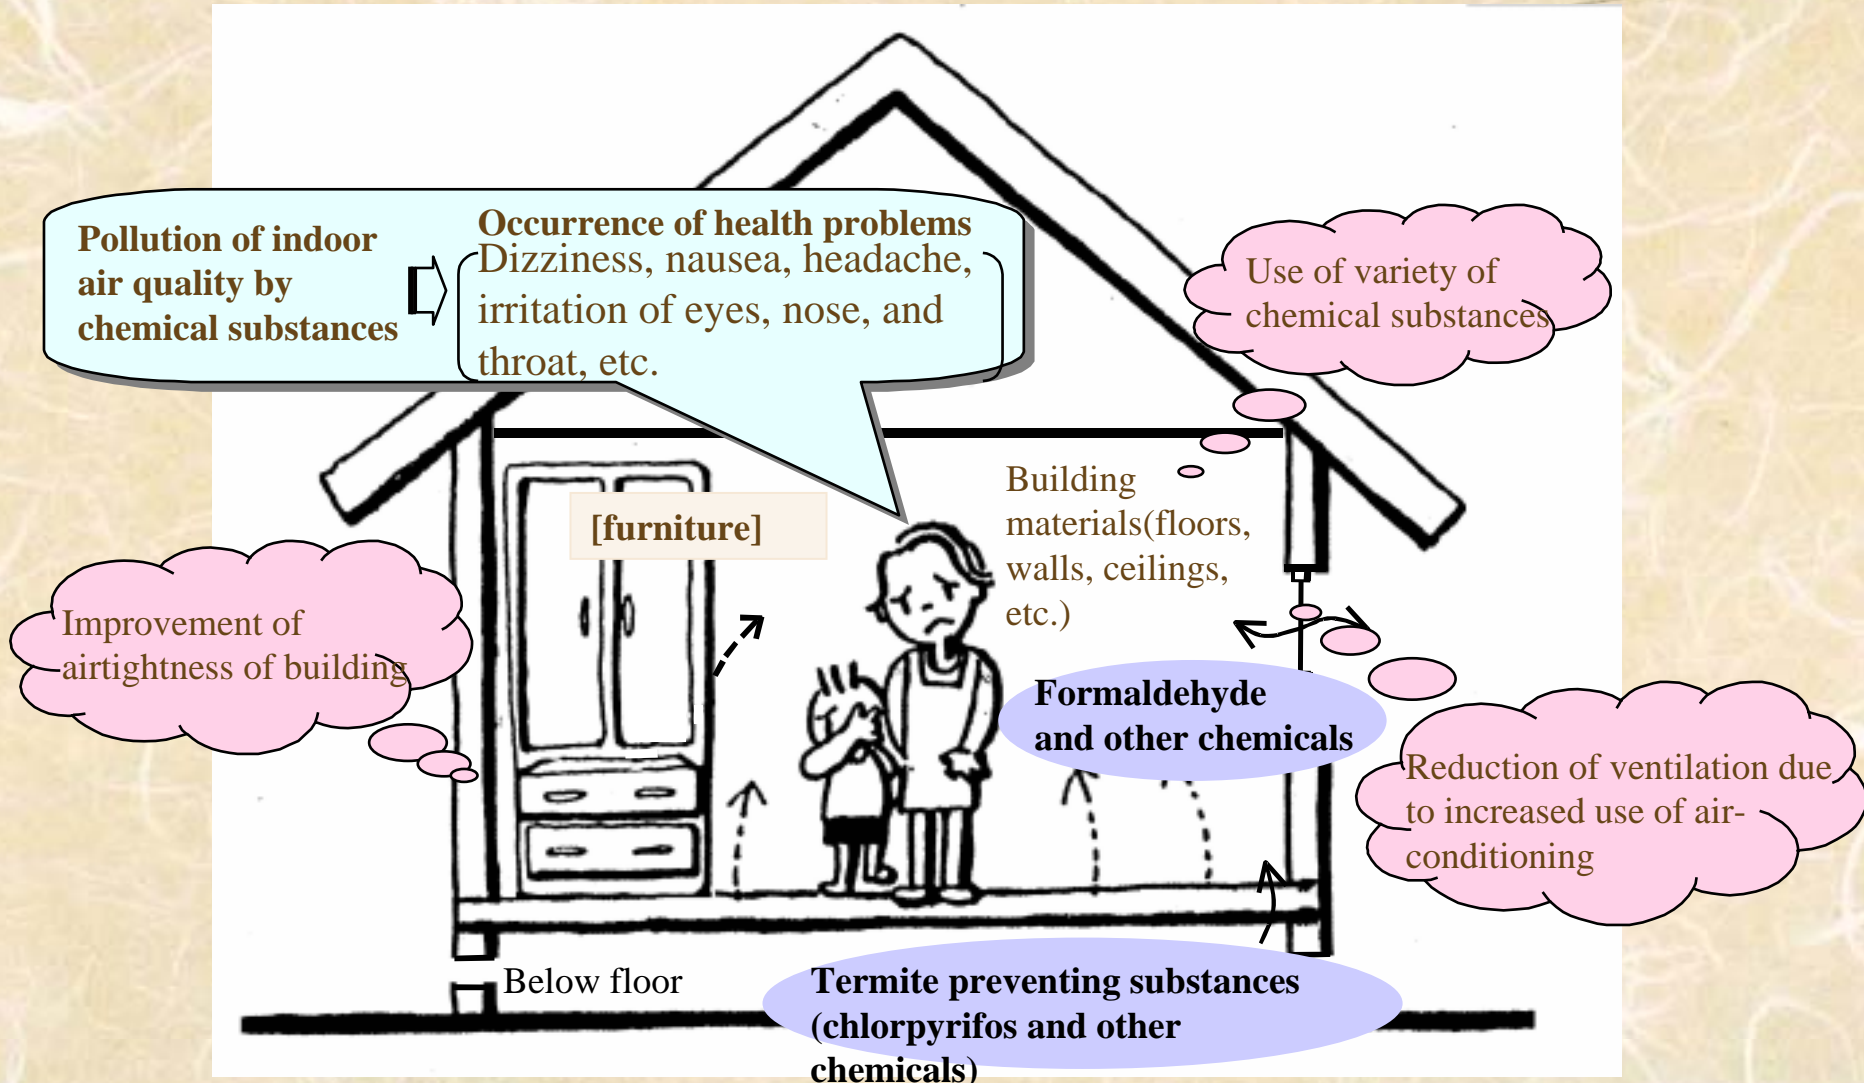 Pollution of indoor
air quality by
chemical substances
Occurrence of health problems
Dizziness, nausea, headache,
irritation of eyes, nose, and
throat, etc.
Use of variety of
chemical substances
[furniture]
Building
materials(floors,
walls, ceilings,
etc.)
Improvement of
airtightness of building
Formaldehyde
and other chemicals
Reduction of ventilation due
to increased use of air-
conditioning
Below floor
Termite preventing substances
(chlorpyrifos and other
chemicals)